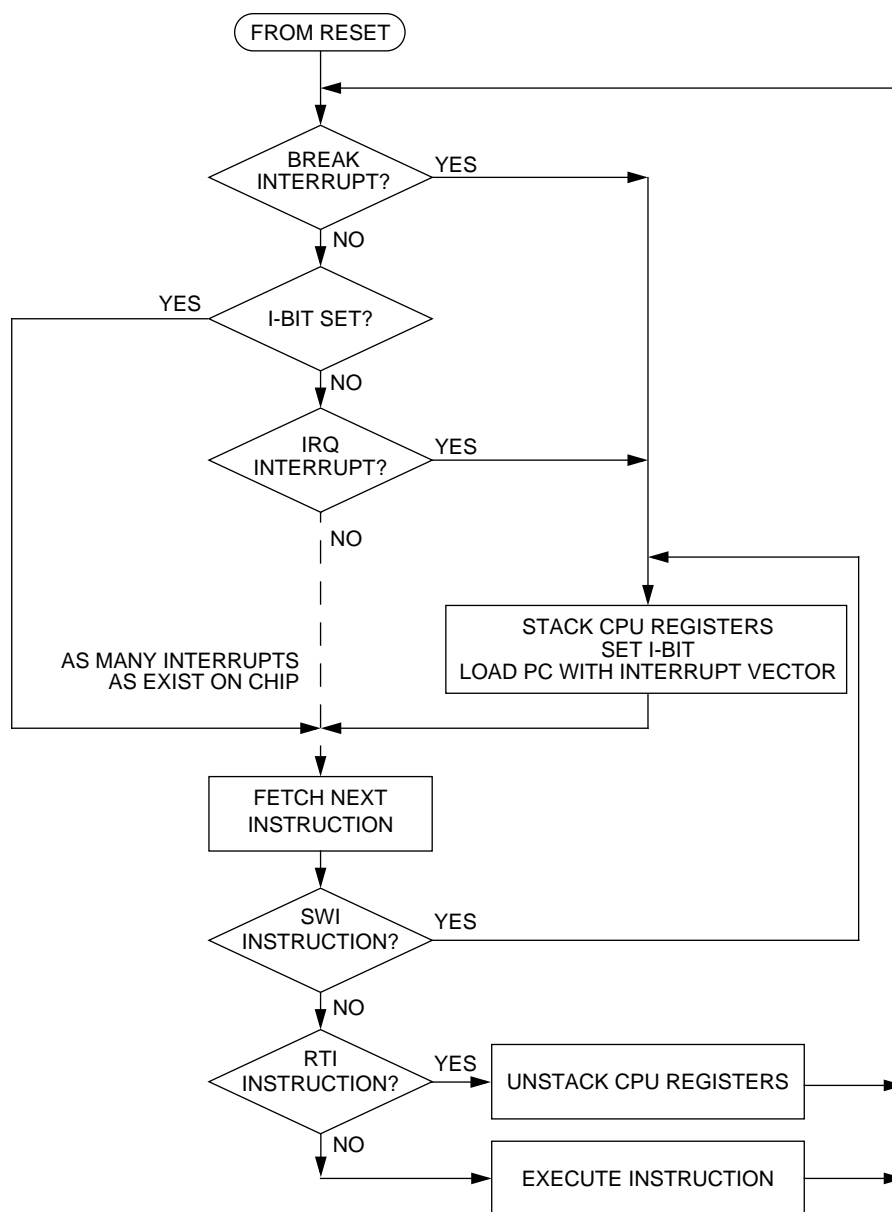 FROM RESET
BREAK
INTERRUPT?
YES
NO
YES
I-BIT SET?
NO
IRQ
INTERRUPT?
YES
NO
STACK CPU REGISTERS
SET I-BIT
LOAD PC WITH INTERRUPT VECTOR
AS MANY INTERRUPTS
AS EXIST ON CHIP
FETCH NEXT
INSTRUCTION
SWI
INSTRUCTION?
YES
NO
RTI
INSTRUCTION?
YES
UNSTACK CPU REGISTERS
NO
EXECUTE INSTRUCTION